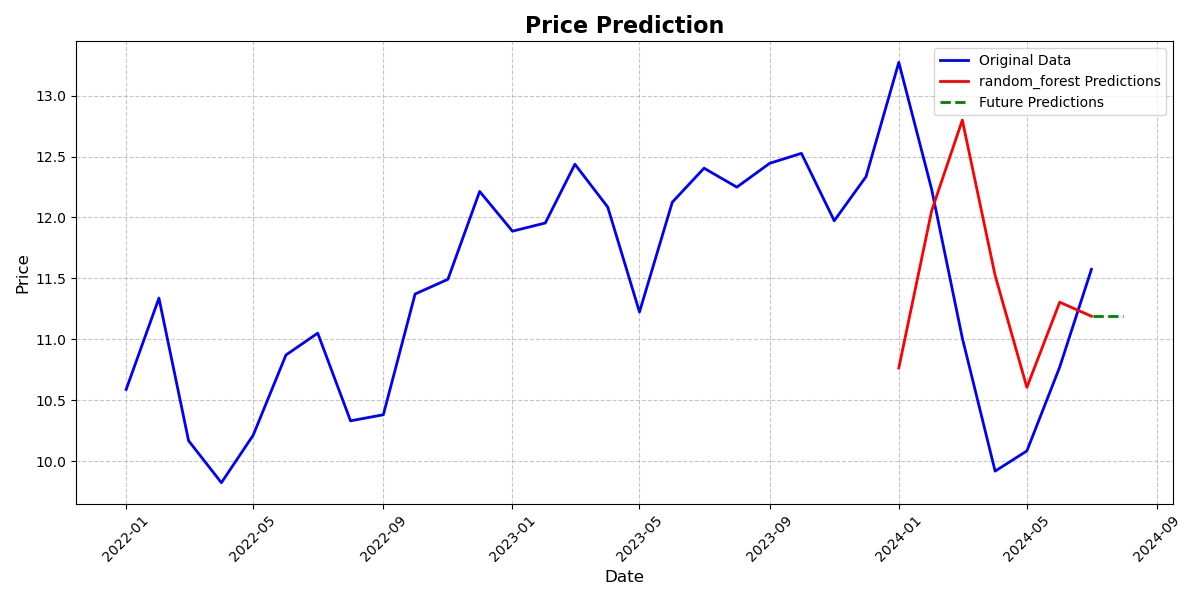 Price Prediction
Original Data
random_forest Predictions
Future Predictions
Price
13.0
12.5
12.0
11.5
11.0
10.5
10.0
2022-01
2022-05
2022-09
2023-01
2023-05
2023-09
2024-01
2024-05
2024-09
Date